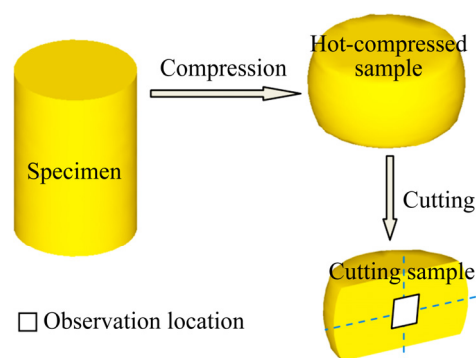 Hot-compressed
sample
Compression
Specimen
Cutting
Cutting sample
Observation location